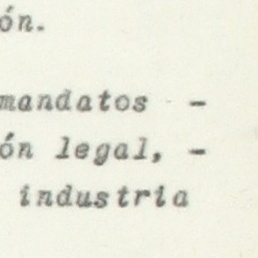 ón.
mandatos -
ón legal, -
industria